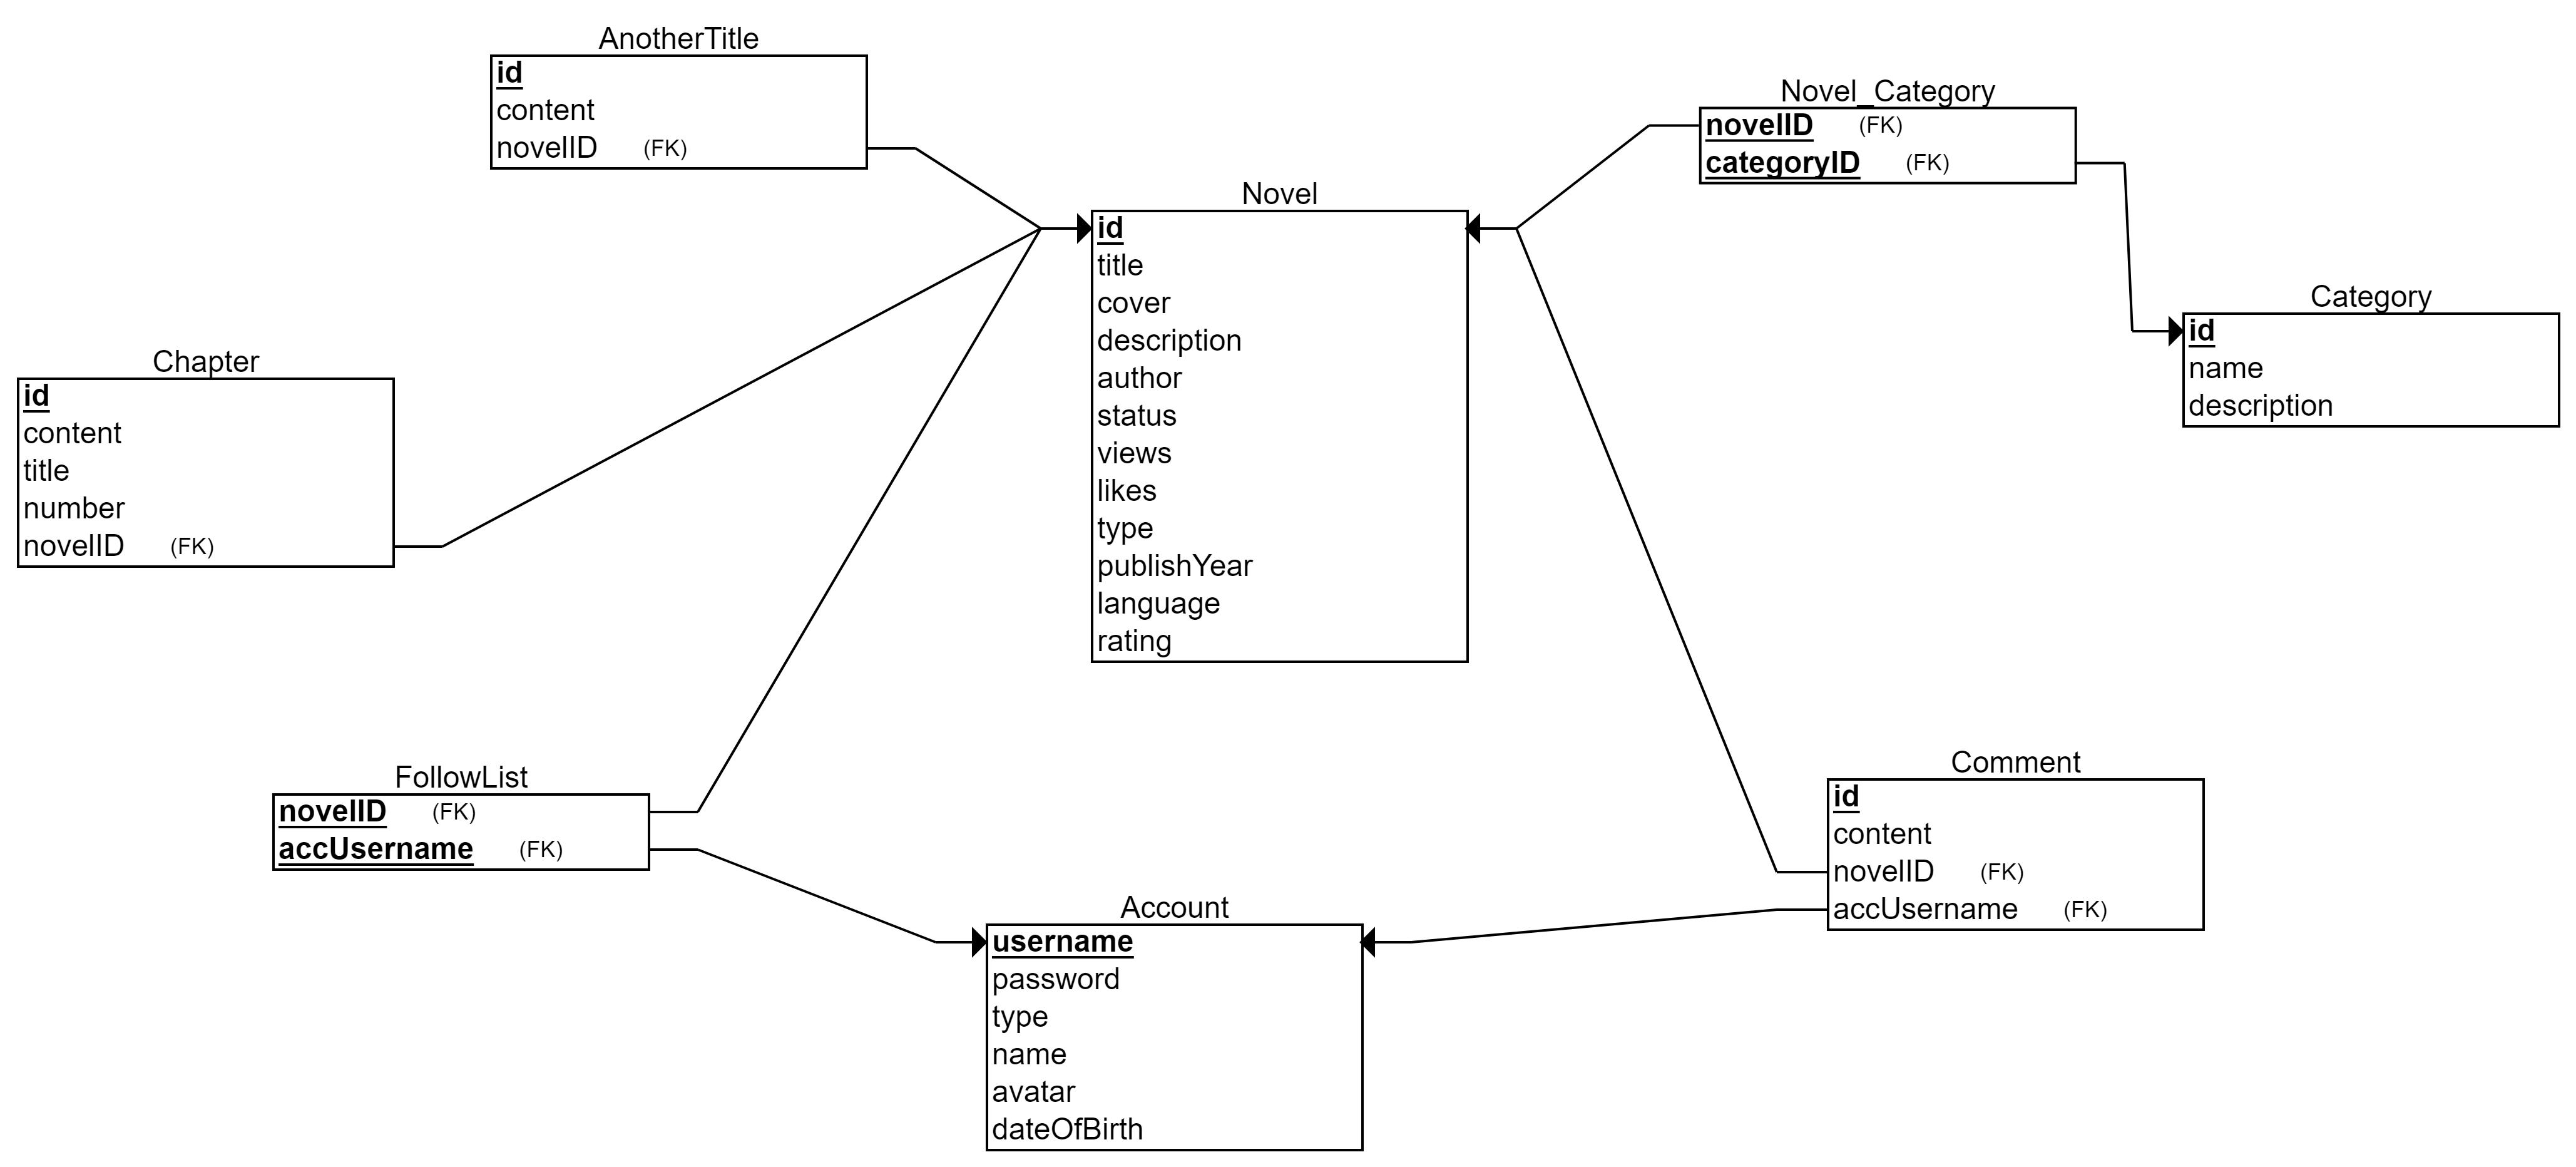 AnotherTitle
id
content
novelID (FK)
Novel_Category
novelID (FK)
categoryID (FK)
Novel
id
title
cover
description
author
status
views
likes
type
publishYear
language
rating
Category
id
name
description
Chapter
id
content
title
number
novelID (FK)
FollowList
novelID (FK)
accUsername (FK)
Comment
id
content
novelID (FK)
accUsername (FK)
Account
username
password
type
name
avatar
dateOfBirth